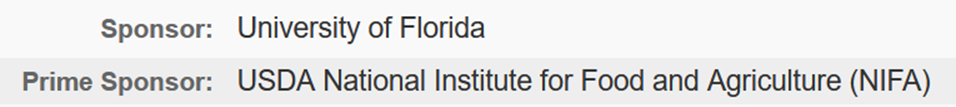 Sponsor: University of Florida
Prime Sponsor: USDA National Institute for Food and Agriculture (NIFA)